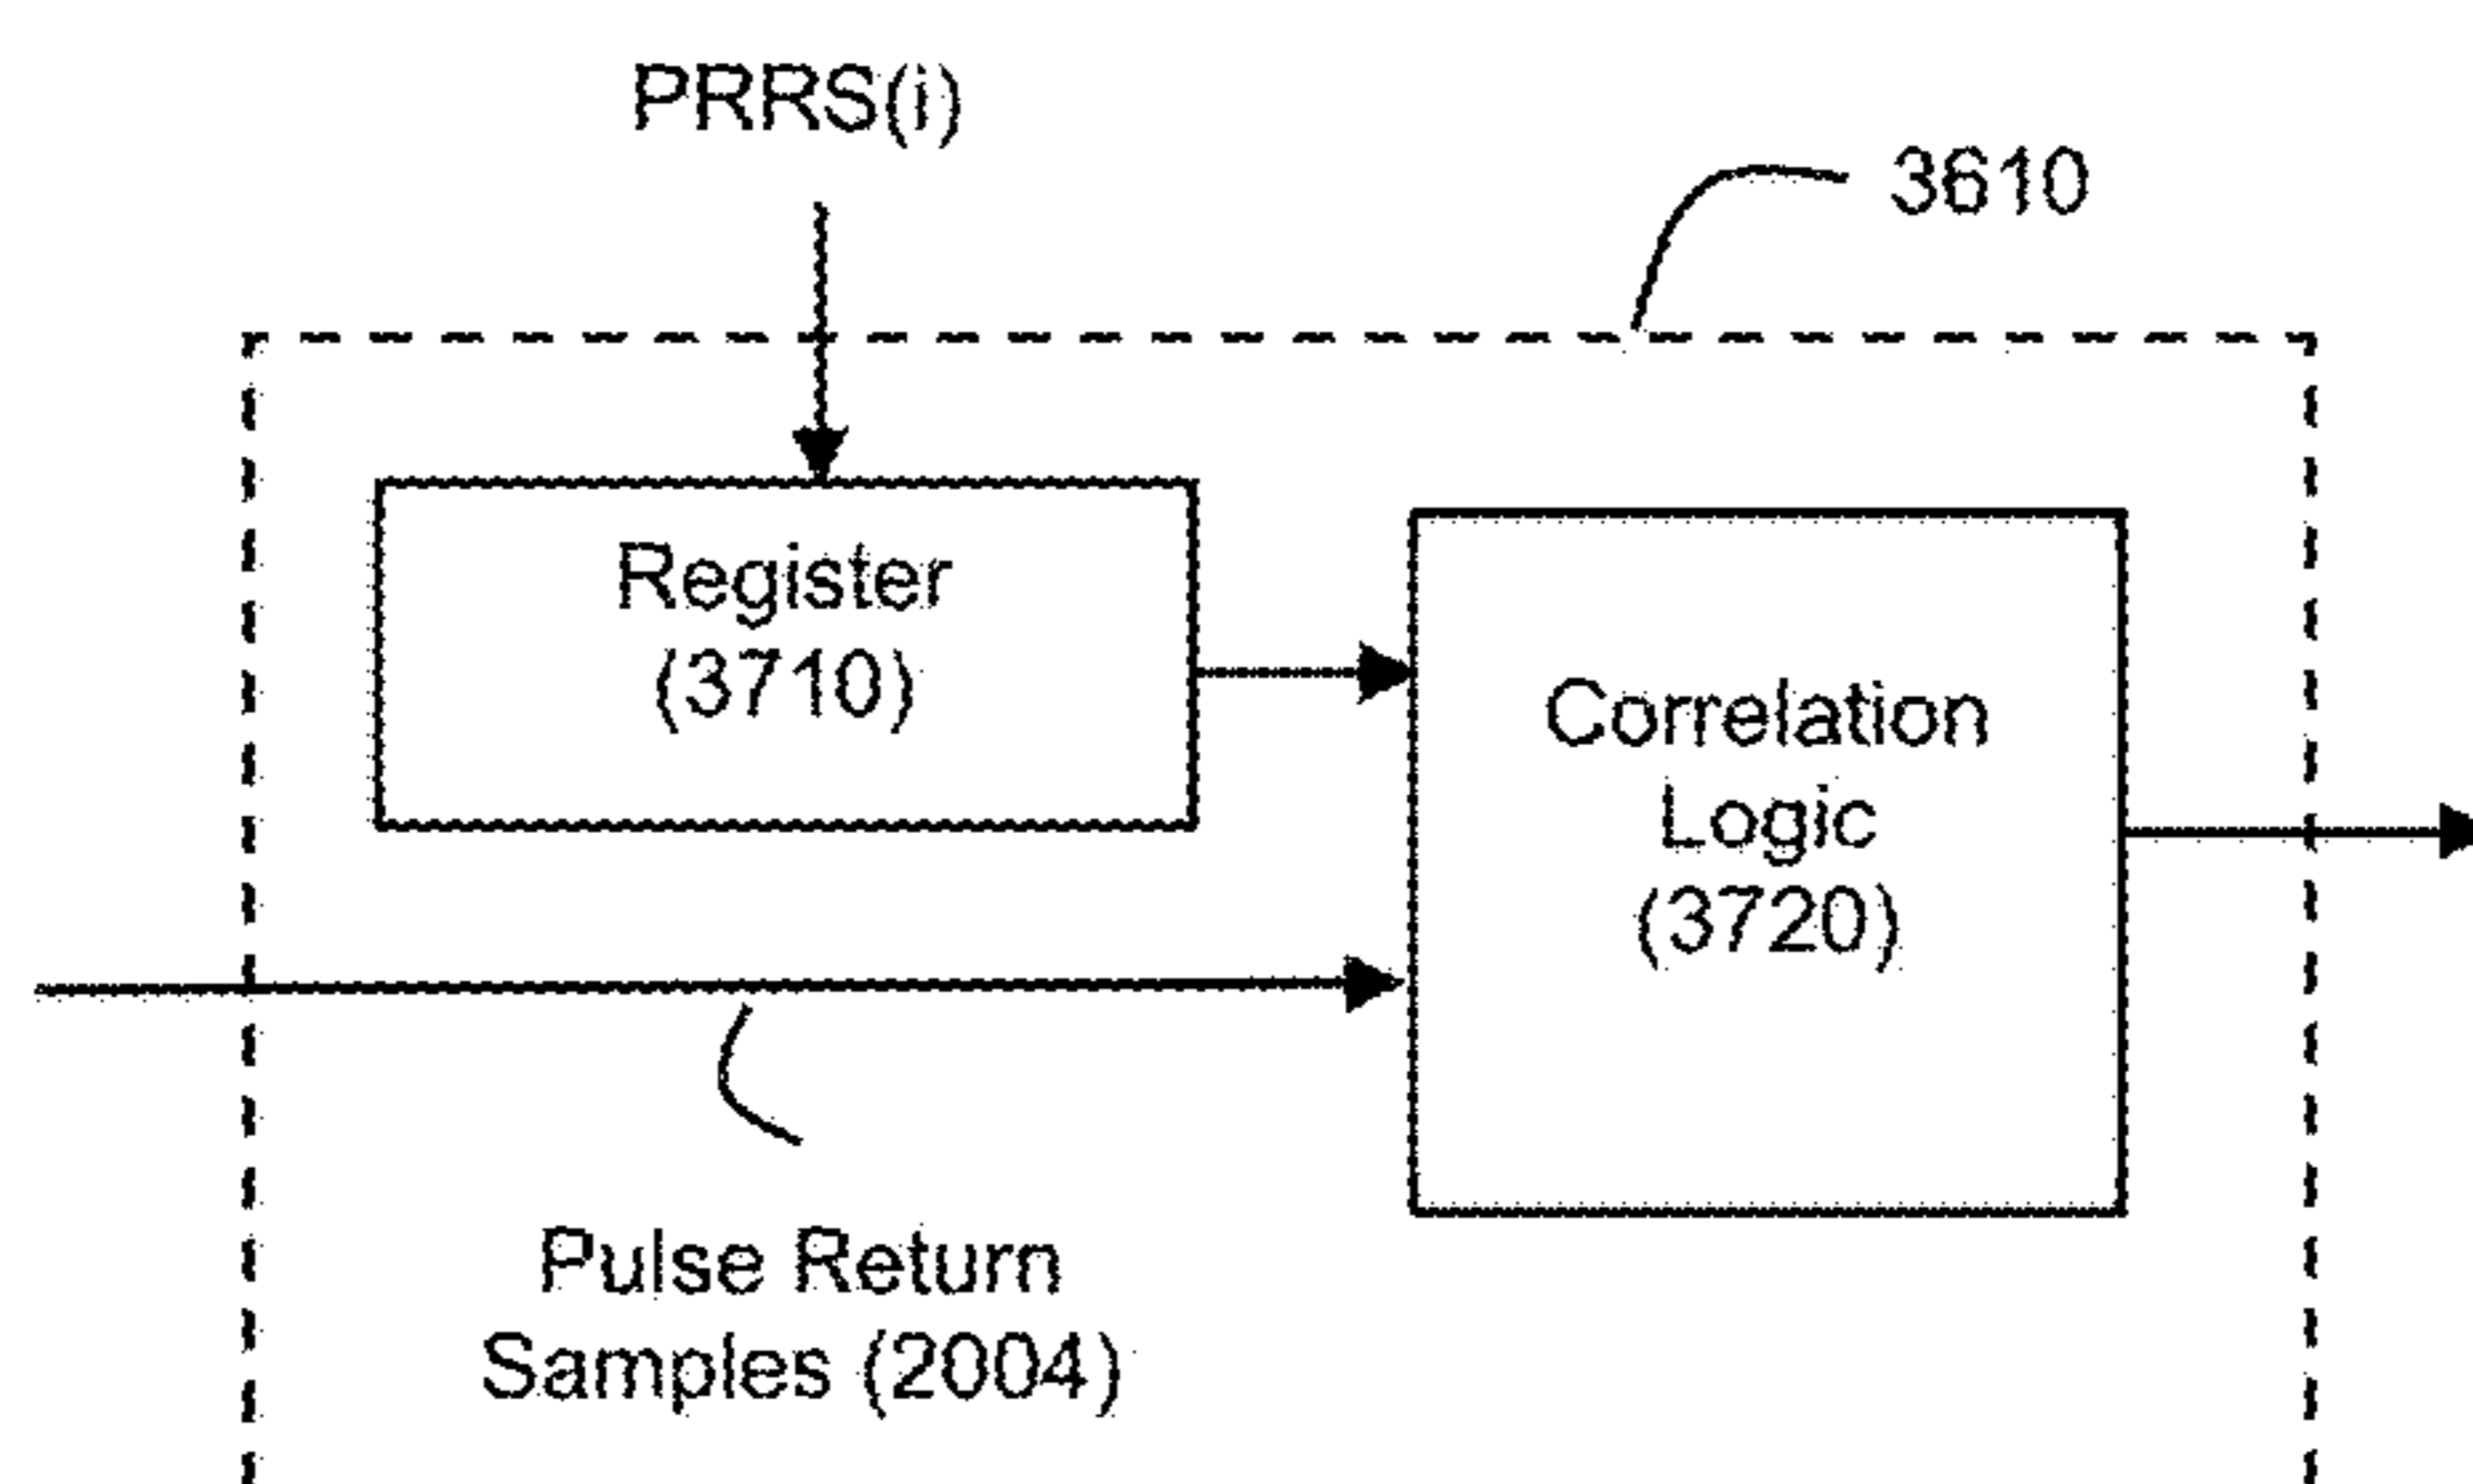 PRRS(i)
3610
Register
(3710)
Correlation
Logic
(3720)
Pulse Return
Samples (2004)